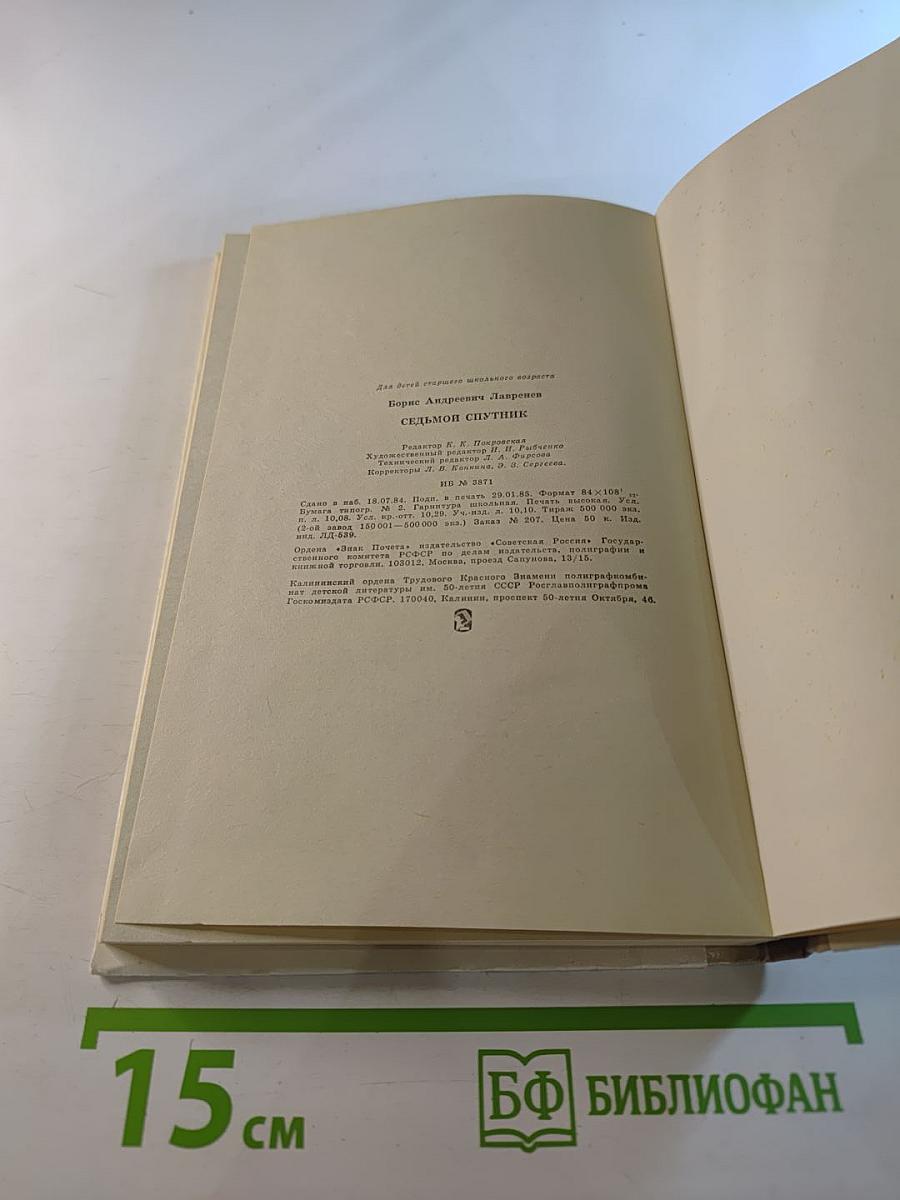 Для детей старшего школьного возраста
Борис Андреевич Лавренев
СЕДЬМОЙ СПУТНИК
Редактор К. К. Покровская
Художественный редактор И. И. Рыбченко
Технический редактор Л. А. Фирсова
Корректоры Л. В. Конкина, Э. З. Сергеева.
ИБ № 3871
Сдано в наб. 18.07.84. Подп. в печать 29.01.85. Формат 84×108¹/₃₂.
Бумага типогр. № 2. Гарнитура школьная. Печать высокая. Усл.
п. л. 10,08. Усл. кр.-отт. 10,29. Уч.-изд. л. 10,10. Тираж 500 000 экз.
(2-ой завод 150 001—500 000 экз.) Заказ № 207. Цена 50 к. Изд.
инд. ЛД-539.
Ордена «Знак Почета» издательство «Советская Россия» Государ-
ственного комитета РСФСР по делам издательств, полиграфии и
книжной торговли. 103012, Москва, проезд Сапунова, 13/15.
Калининский ордена Трудового Красного Знамени полиграфкомби-
нат детской литературы им. 50-летия СССР Росглавполиграфпрома
Госкомиздата РСФСР. 170040, Калинин, проспект 50-летия Октября, 46.
15 см
БФ БИБЛИОФАН